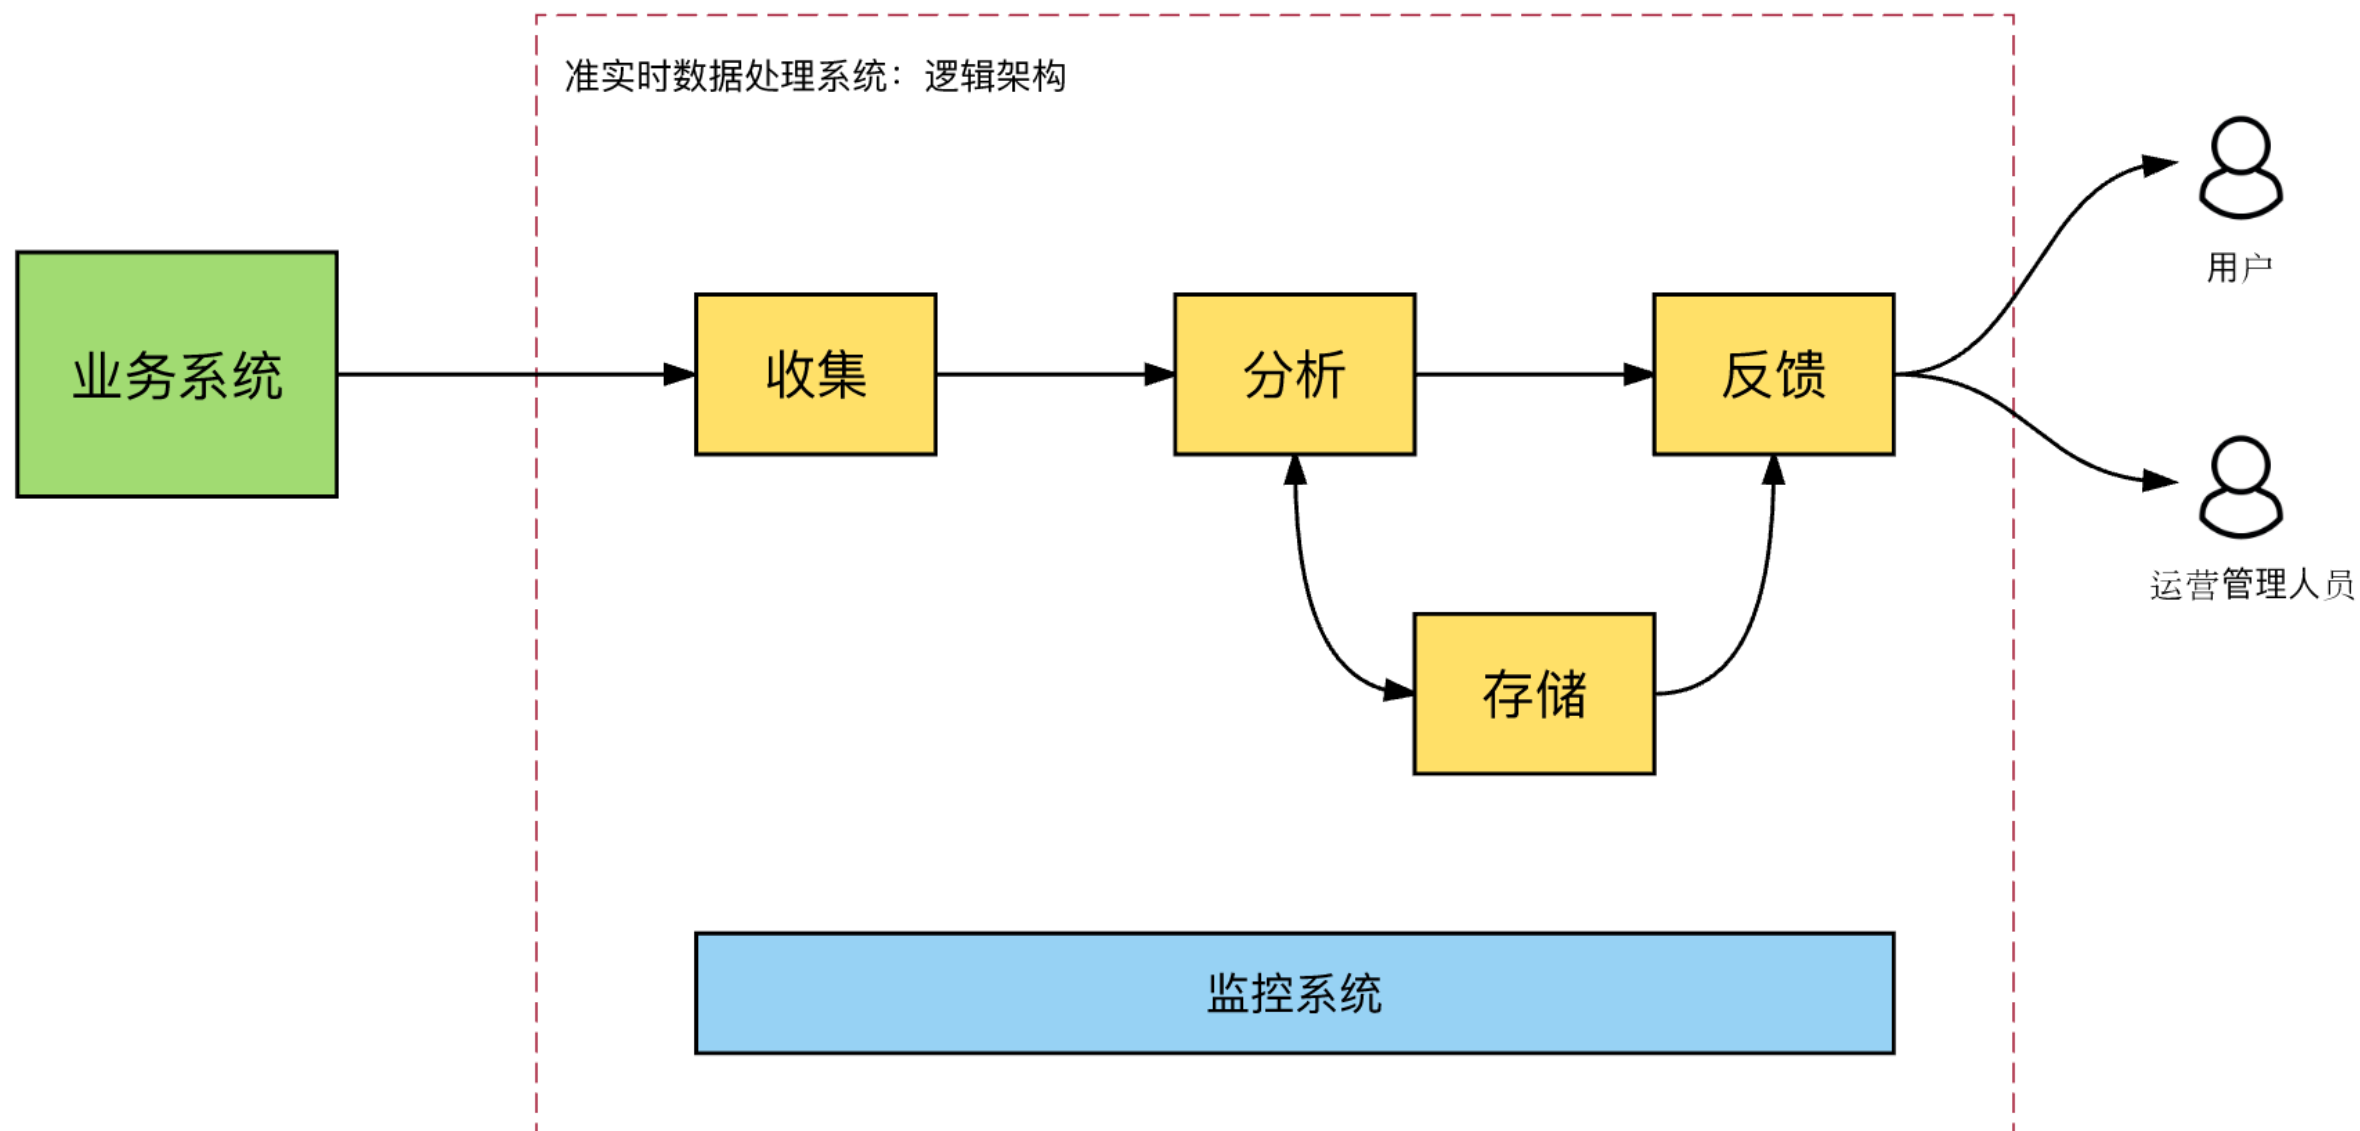 准实时数据处理系统：逻辑架构
用户
业务系统
收集
分析
反馈
运营管理人员
存储
监控系统